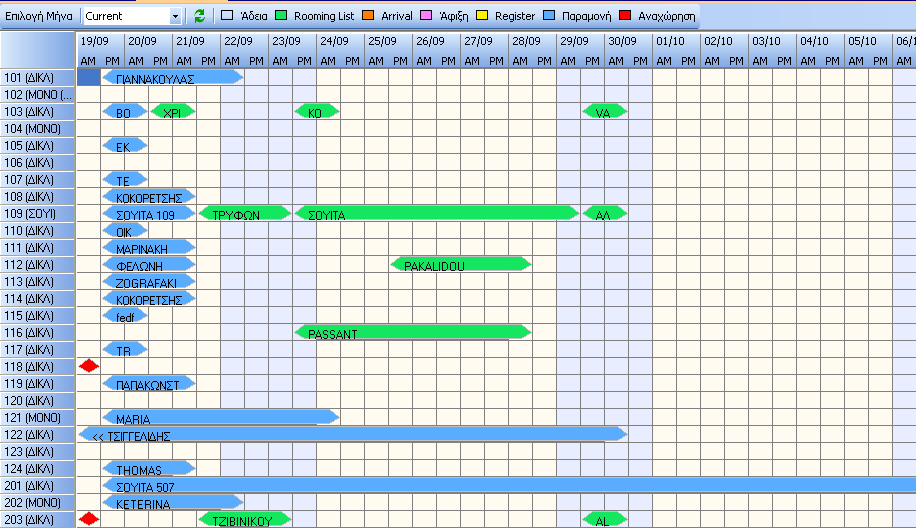 Επιλογή Μήνα Current Άδεια Rooming List Arrival Άφιξη Register Παραμονή Αναχώρηση
19/09 20/09 21/09 22/09 23/09 24/09 25/09 26/09 27/09 28/09 29/09 30/09 01/10 02/10 03/10 04/10 05/10 06/1
AM PM AM PM AM PM AM PM AM PM AM PM AM PM AM PM AM PM AM PM AM PM AM PM AM PM AM PM AM PM AM PM AM PM AM
101 (ΔΙΚΛ) ΓΙΑΝΝΑΚΟΥΛΑΣ
102 (ΜΟΝΟ (...
103 (ΔΙΚΛ) ΒΟ ΧΡΙ ΚΟ VA
104 (ΜΟΝΟ)
105 (ΔΙΚΛ) ΕΚ
106 (ΔΙΚΛ)
107 (ΔΙΚΛ) ΤΕ
108 (ΔΙΚΛ) ΚΟΚΟΡΕΤΣΗΣ
109 (ΣΟΥΙ) ΣΟΥΙΤΑ 109 ΤΡΥΦΩΝ ΣΟΥΙΤΑ ΑΛ
110 (ΔΙΚΛ) ΟΙΚ
111 (ΔΙΚΛ) ΜΑΡΙΝΑΚΗ
112 (ΔΙΚΛ) ΦΕΛΩΝΗ PAKALIDOU
113 (ΔΙΚΛ) ZOGRAFAKI
114 (ΔΙΚΛ) ΚΟΚΟΡΕΤΣΗΣ
115 (ΔΙΚΛ) fedf
116 (ΔΙΚΛ) PASSANT
117 (ΔΙΚΛ) TR
118 (ΔΙΚΛ)
119 (ΔΙΚΛ) ΠΑΠΑΚΩΝΣΤ
120 (ΔΙΚΛ)
121 (ΜΟΝΟ) MARIA
122 (ΔΙΚΛ) << ΤΣΙΓΓΕΛΙΔΗΣ
123 (ΔΙΚΛ)
124 (ΔΙΚΛ) THOMAS
201 (ΔΙΚΛ) ΣΟΥΙΤΑ 507
202 (ΜΟΝΟ) KETERINA
203 (ΔΙΚΛ) ΤΖΙΒΙΝΙΚΟΥ AL